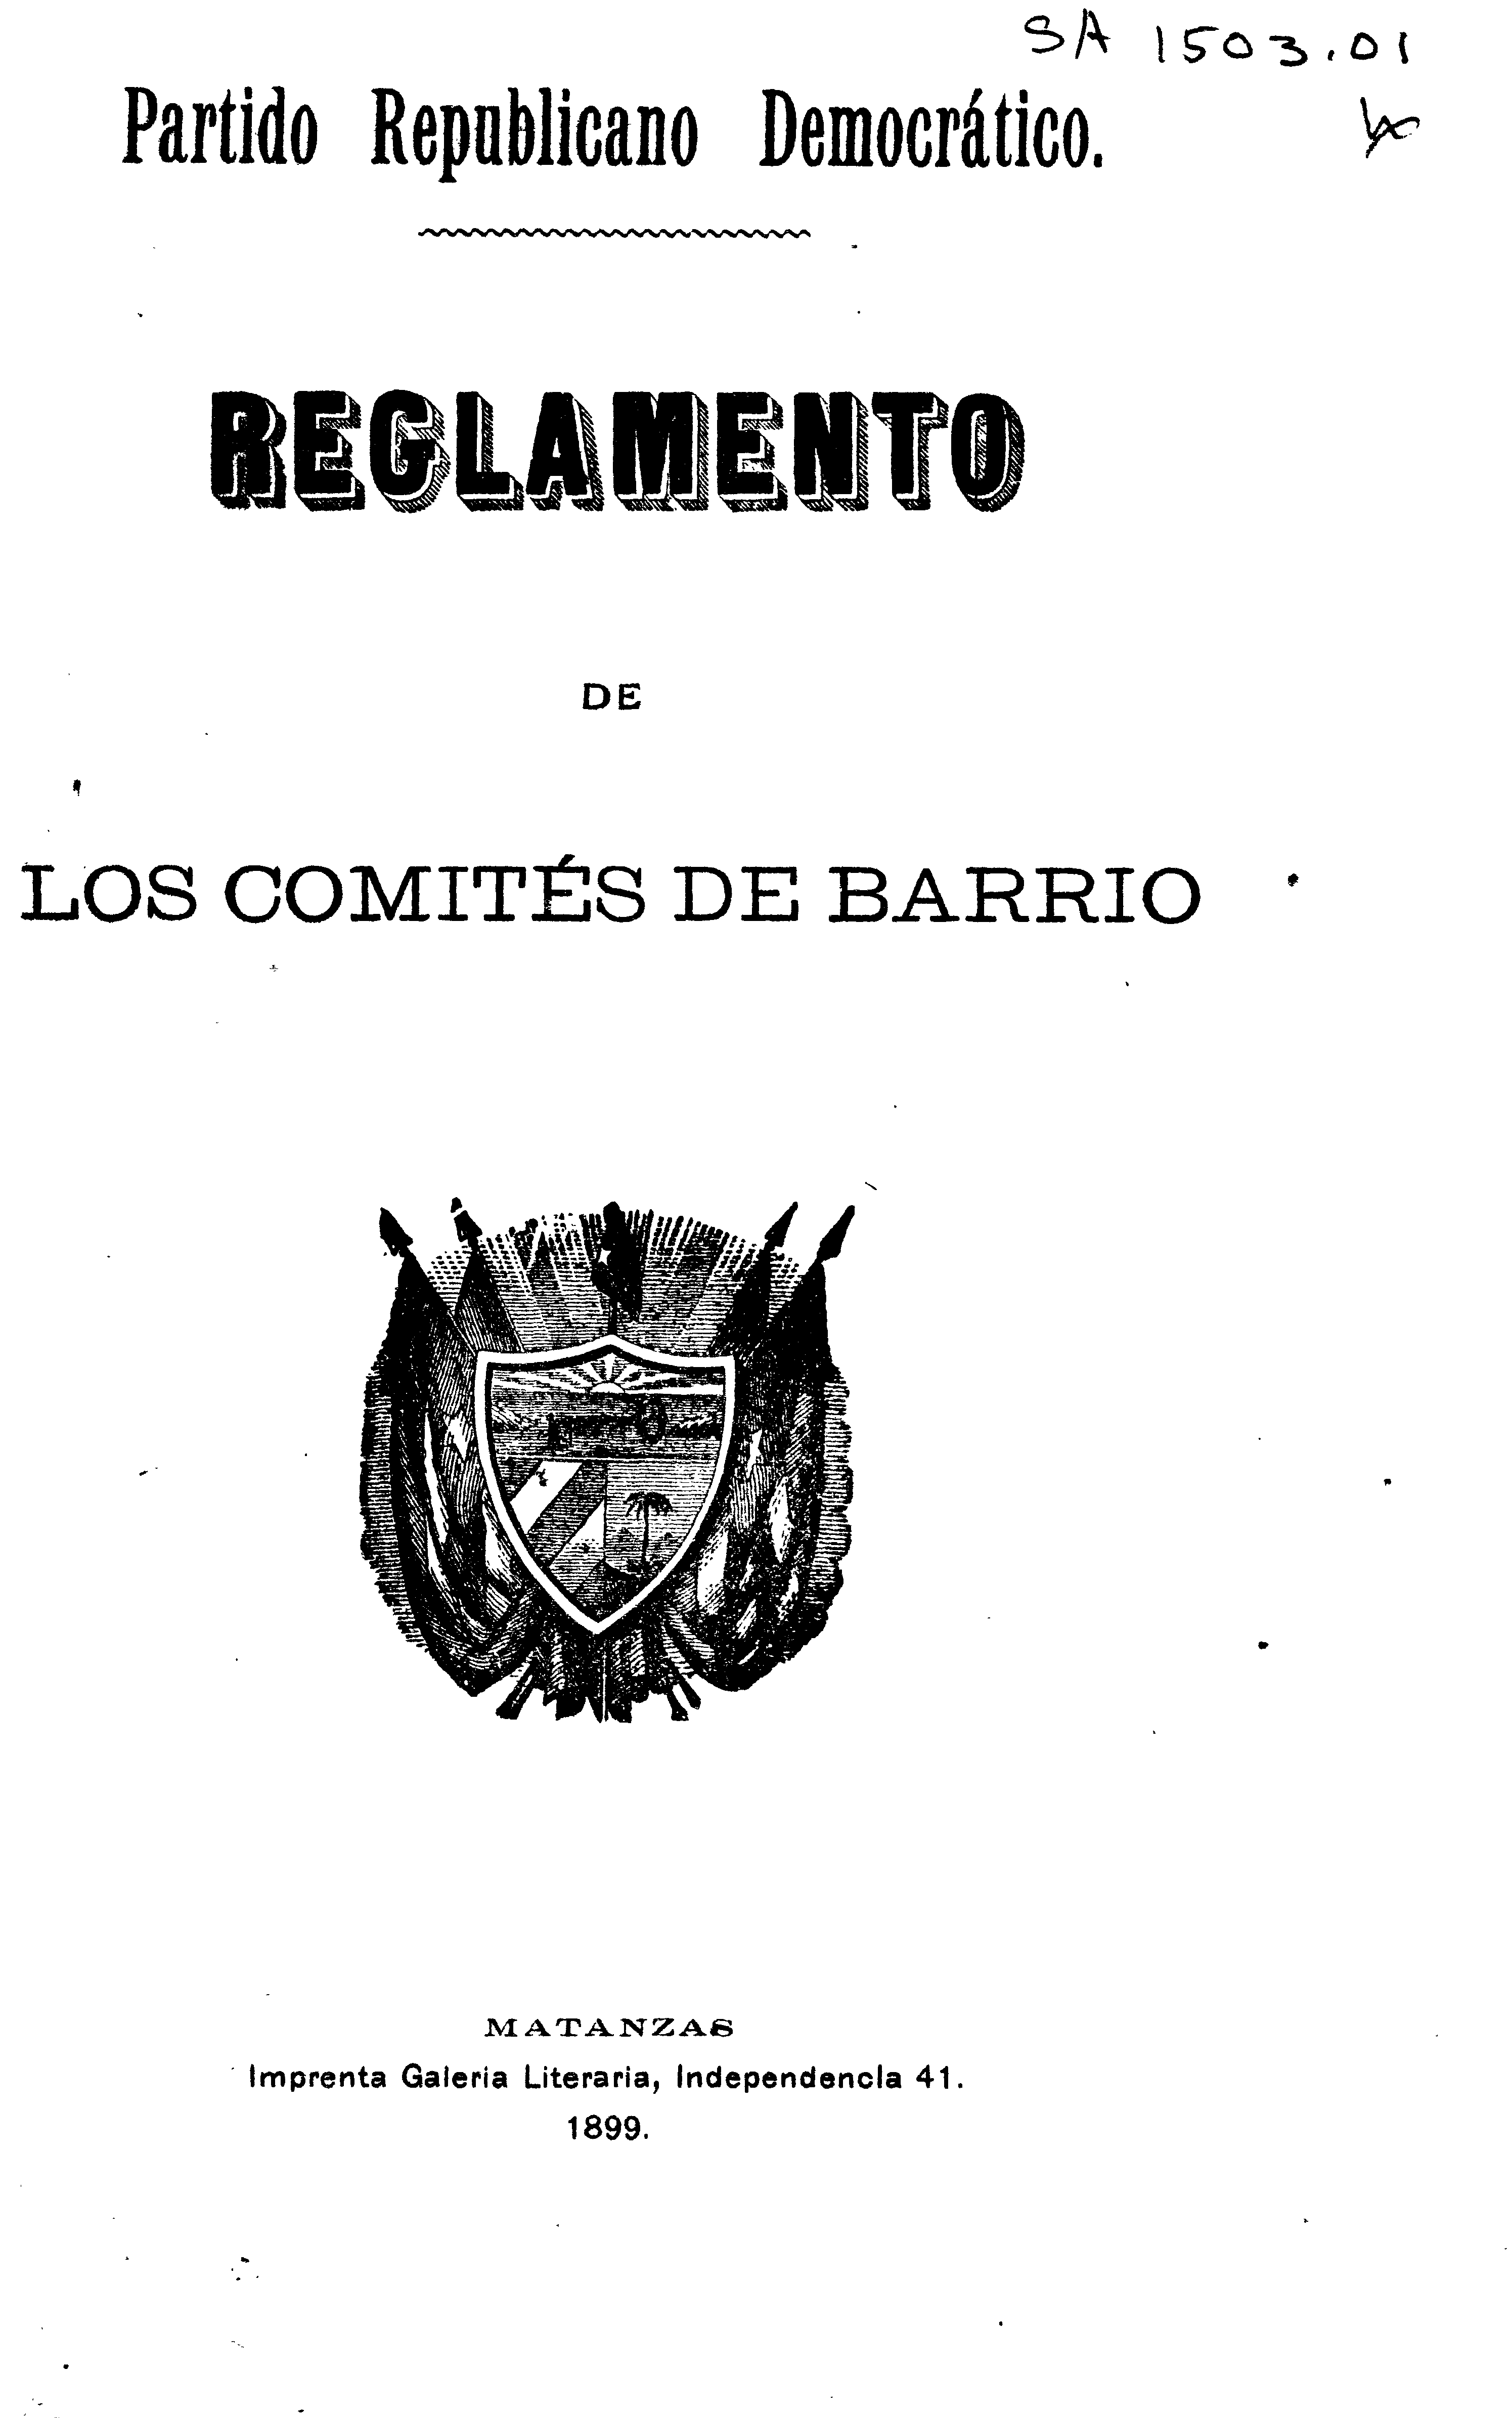 SA 1503.01
Partido Republicano Democrático.
REGLAMENTO
DE
LOS COMITÉS DE BARRIO
MATANZAS
Imprenta Galeria Literaria, Independencia 41.
1899.